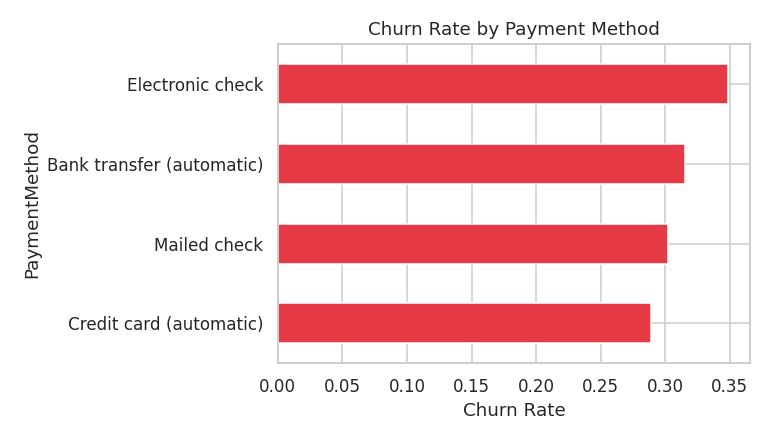 Churn Rate by Payment Method
PaymentMethod
Electronic check
Bank transfer (automatic)
Mailed check
Credit card (automatic)
0.00 0.05 0.10 0.15 0.20 0.25 0.30 0.35
Churn Rate